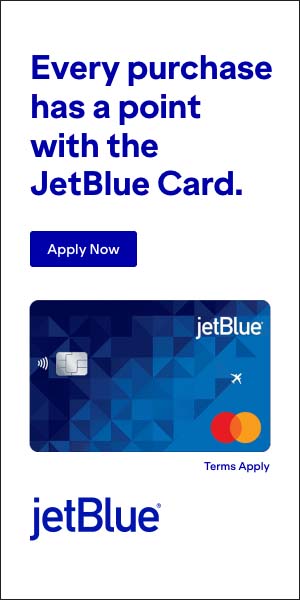 Every purchase
has a point
with the
JetBlue Card.
Apply Now
jetBlue®
Terms Apply
jetBlue®